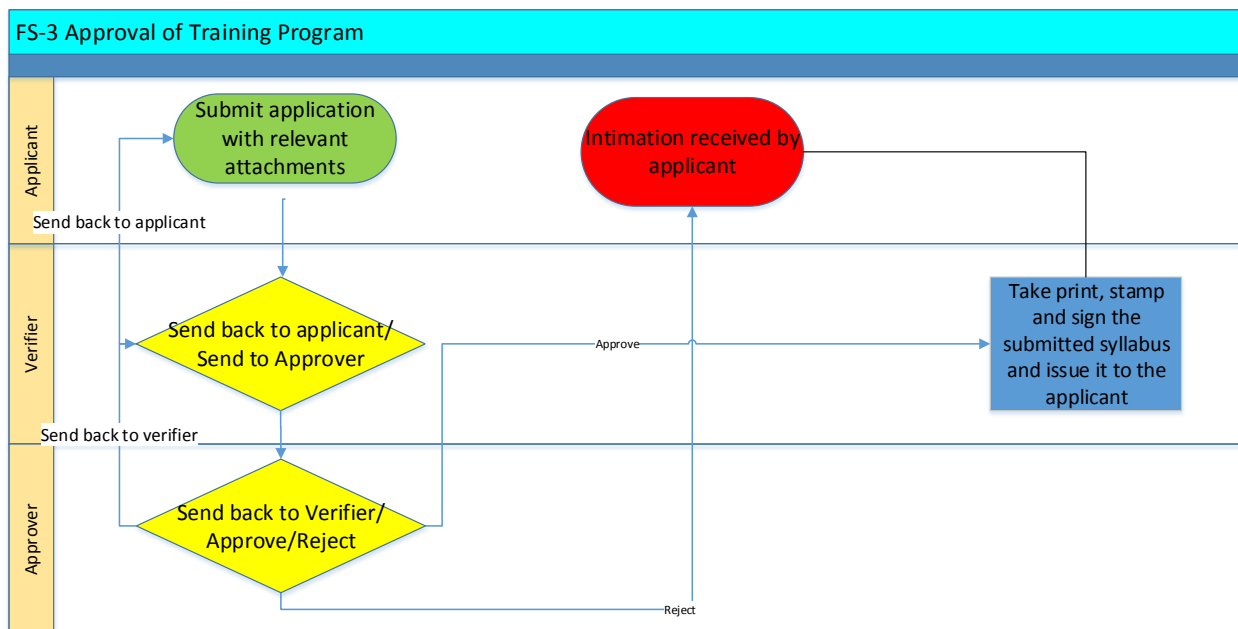 FS-3 Approval of Training Program
Applicant
Submit application
with relevant
attachments
Intimation received by
applicant
Send back to applicant
Verifier
Send back to applicant/
Send to Approver
Approve
Take print, stamp
and sign the
submitted syllabus
and issue it to the
applicant
Send back to verifier
Approver
Send back to Verifier/
Approve/Reject
Reject